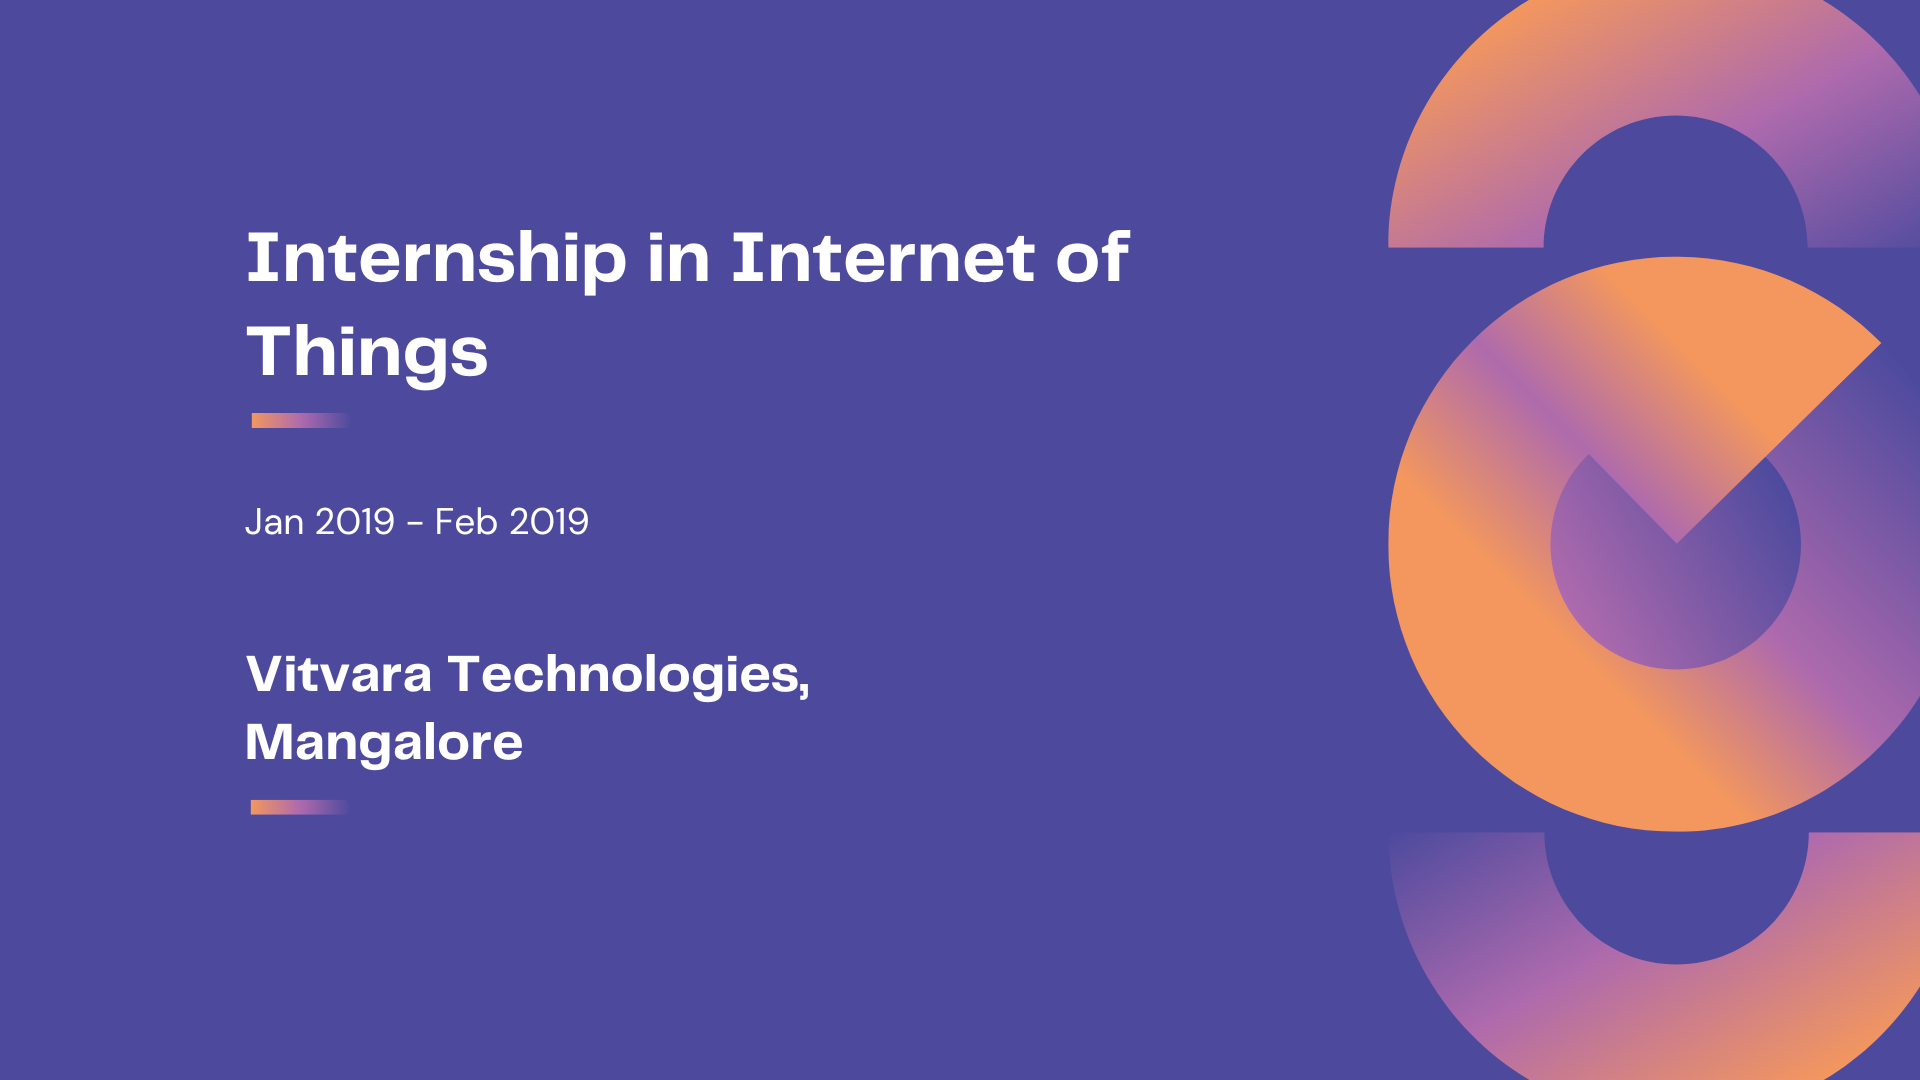 Internship in Internet of
Things
Jan 2019 - Feb 2019
Vitvara Technologies,
Mangalore